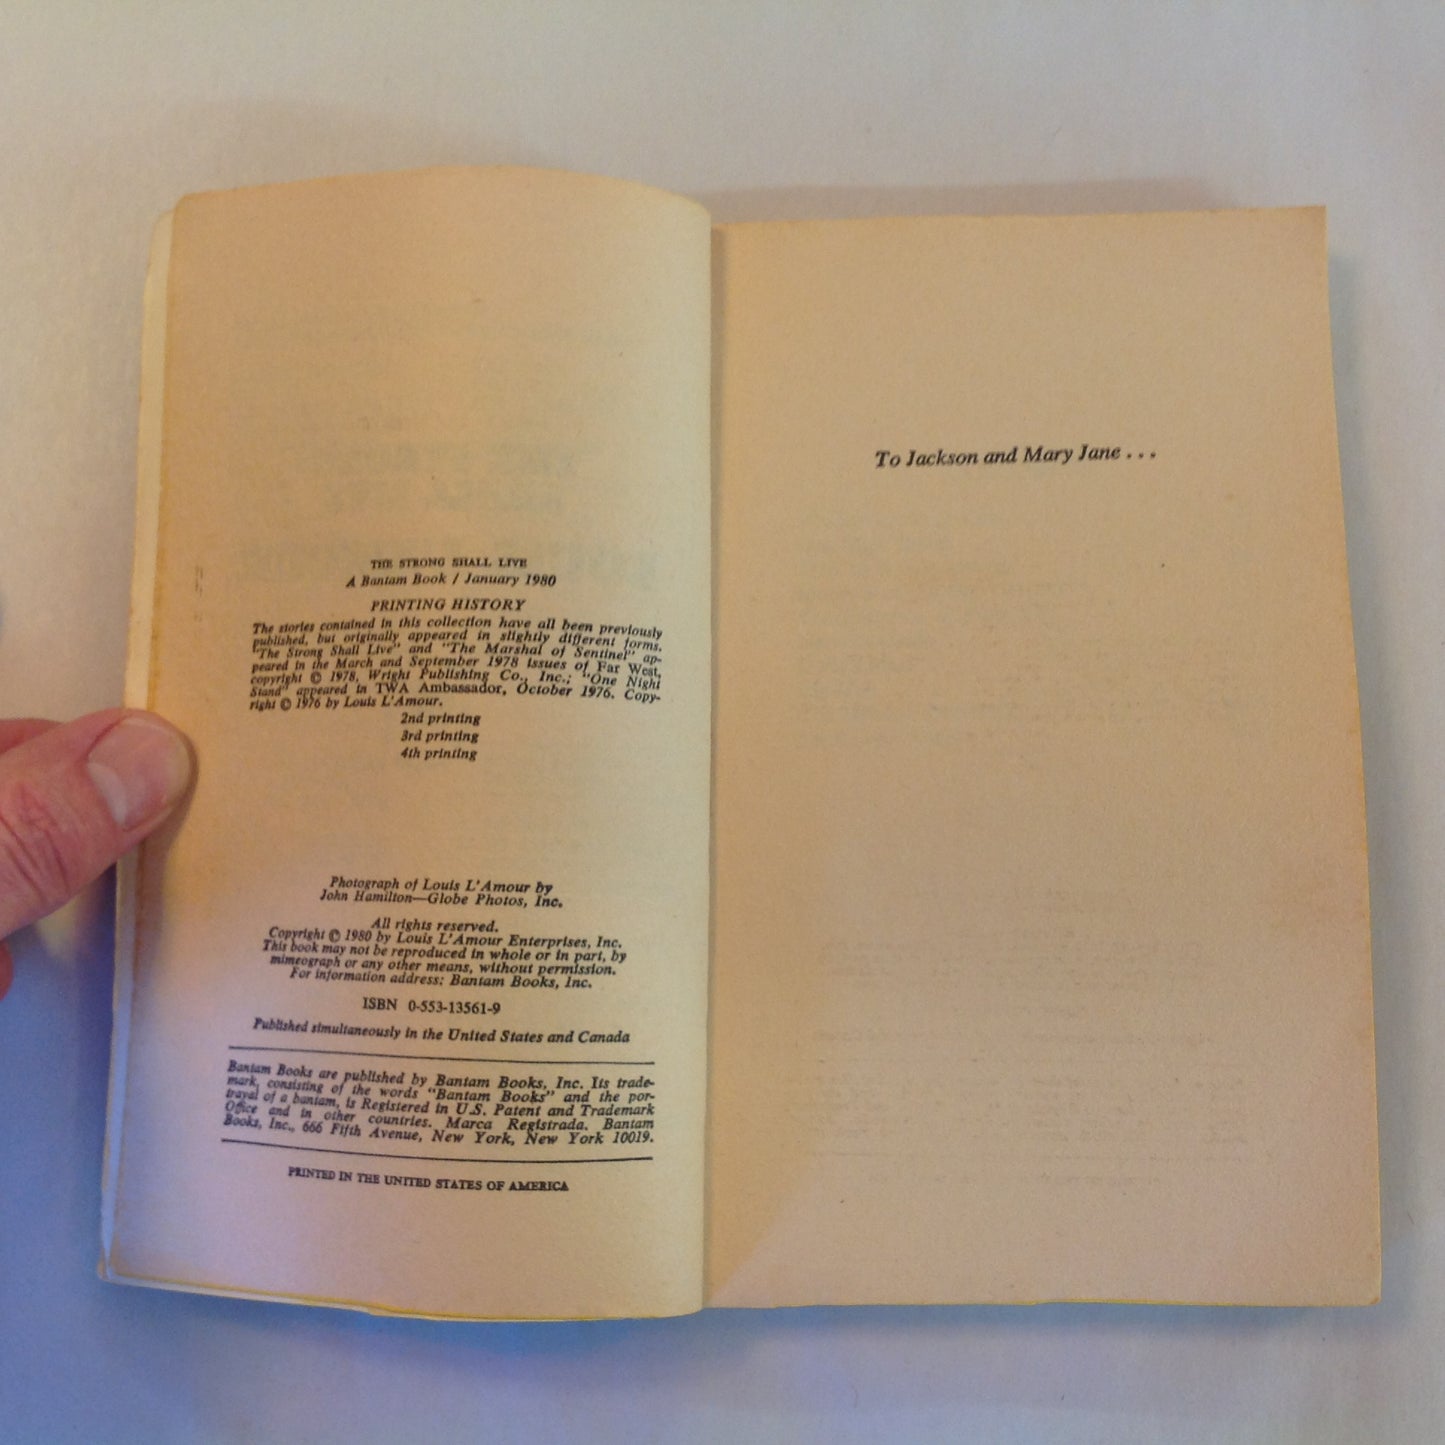 THE STRONG SHALL LIVE
A Bantam Book / January 1980
PRINTING HISTORY
The stories contained in this collection have all been previously
published, but originally appeared in slightly different forms.
"The Strong Shall Live" and "The Marshal of Sentinel" ap-
peared in the March and September 1978 issues of Far West,
copyright © 1978, Wright Publishing Co., Inc.; "One Night
Stand" appeared in TWA Ambassador, October 1976. Copy-
right © 1976 by Louis L'Amour.
2nd printing
3rd printing
4th printing
Photograph of Louis L'Amour by
John Hamilton—Globe Photos, Inc.
All rights reserved.
Copyright © 1980 by Louis L'Amour Enterprises, Inc.
This book may not be reproduced in whole or in part, by
mimeograph or any other means, without permission.
For information address: Bantam Books, Inc.
ISBN 0-553-13561-9
Published simultaneously in the United States and Canada
Bantam Books are published by Bantam Books, Inc. Its trade-
mark, consisting of the words "Bantam Books" and the por-
trayal of a bantam, is Registered in U.S. Patent and Trademark
Office and in other countries. Marca Registrada. Bantam
Books, Inc., 666 Fifth Avenue, New York, New York 10019.
PRINTED IN THE UNITED STATES OF AMERICA
To Jackson and Mary Jane . . .